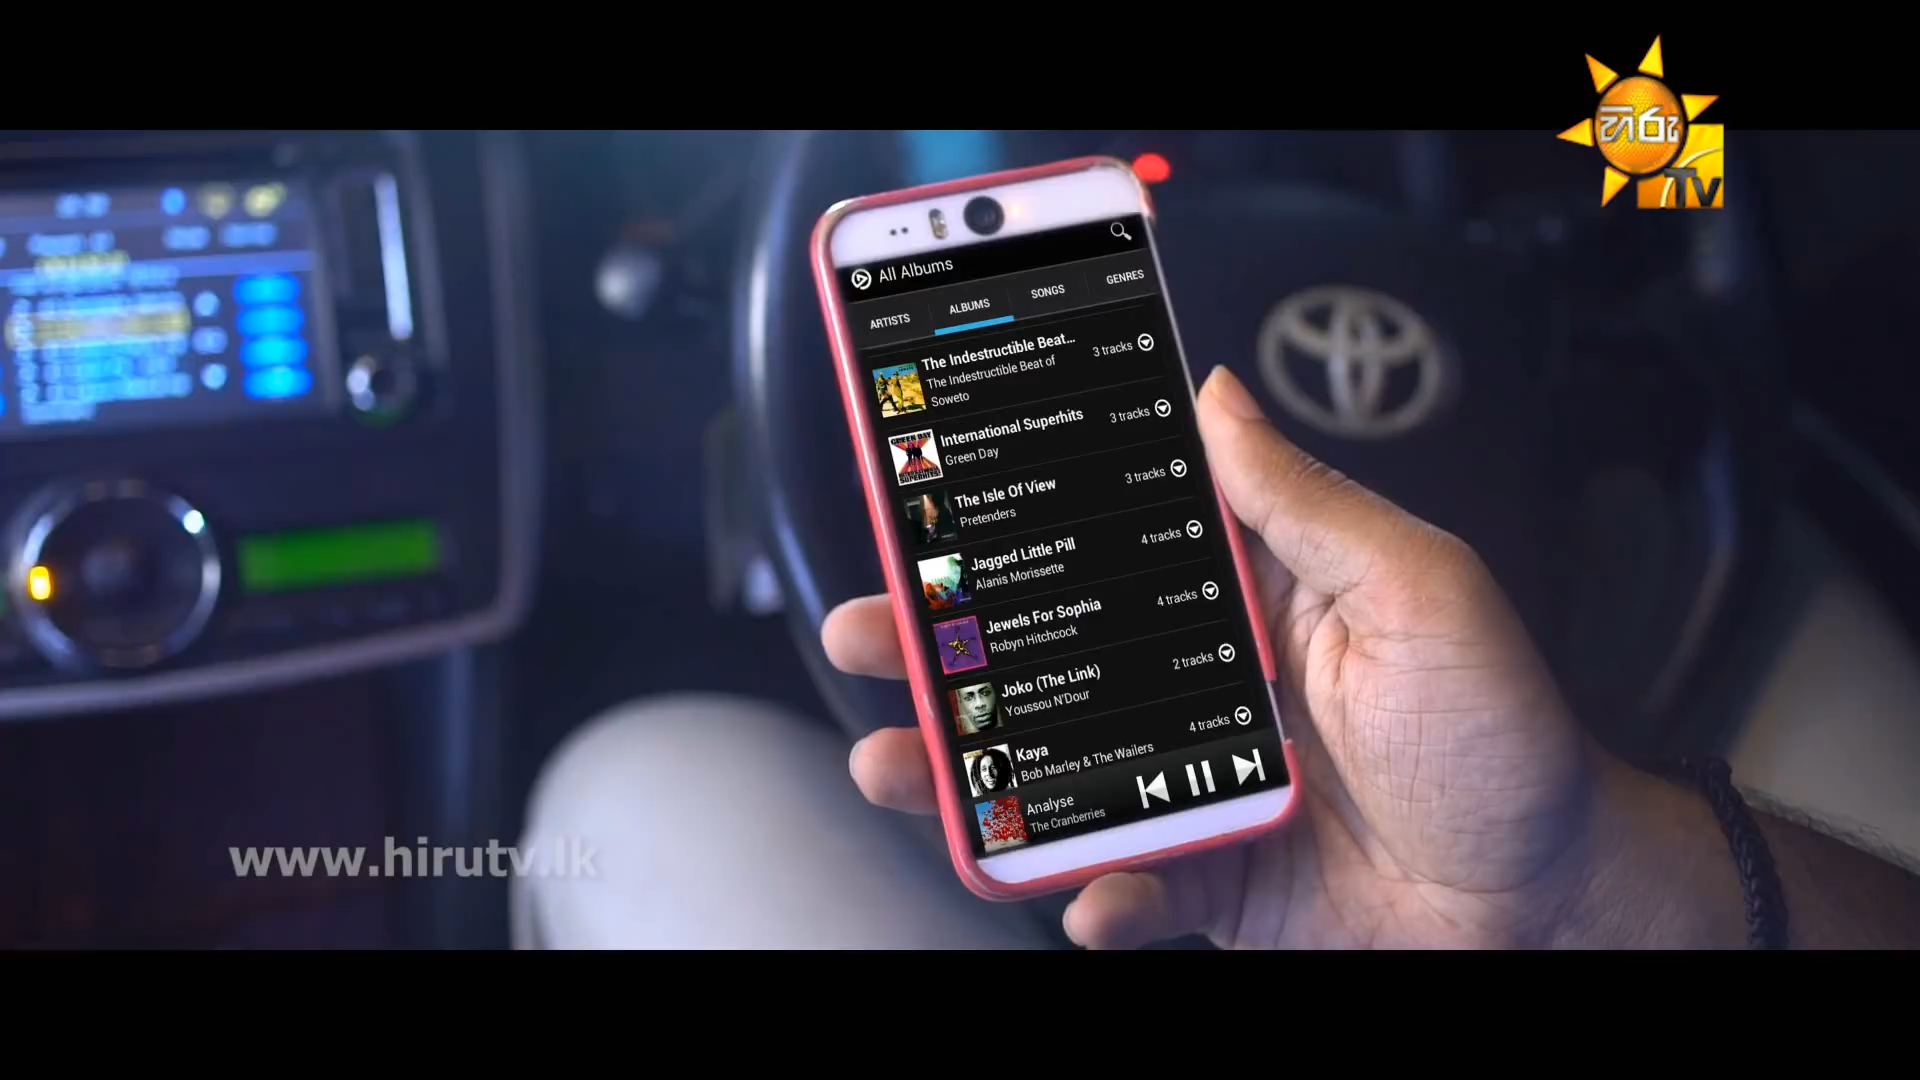 හිරු
TV
All Albums
ARTISTS
ALBUMS
SONGS
GENRES
The Indestructible Beat...
The Indestructible Beat of
Soweto
3 tracks
GREEN DAY
International Superhits
Green Day
3 tracks
The Isle Of View
Pretenders
3 tracks
Jagged Little Pill
Alanis Morissette
4 tracks
Jewels For Sophia
Robyn Hitchcock
4 tracks
Joko (The Link)
Youssou N'Dour
2 tracks
Kaya
Bob Marley & The Wailers
4 tracks
Analyse
The Cranberries
www.hirutv.lk